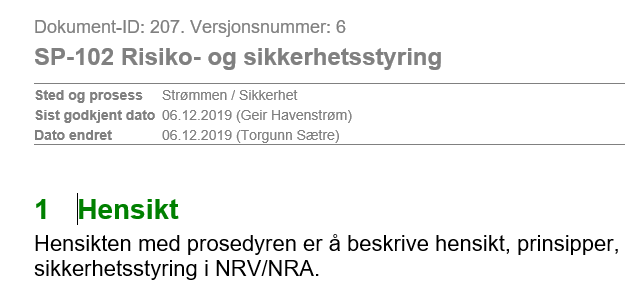 Dokument-ID: 207. Versjonsnummer: 6
SP-102 Risiko- og sikkerhetsstyring
Sted og prosess Strømmen / Sikkerhet
Sist godkjent dato 06.12.2019 (Geir Havenstrøm)
Dato endret 06.12.2019 (Torgunn Sætre)
1 Hensikt
Hensikten med prosedyren er å beskrive hensikt, prinsipper,
sikkerhetsstyring i NRV/NRA.